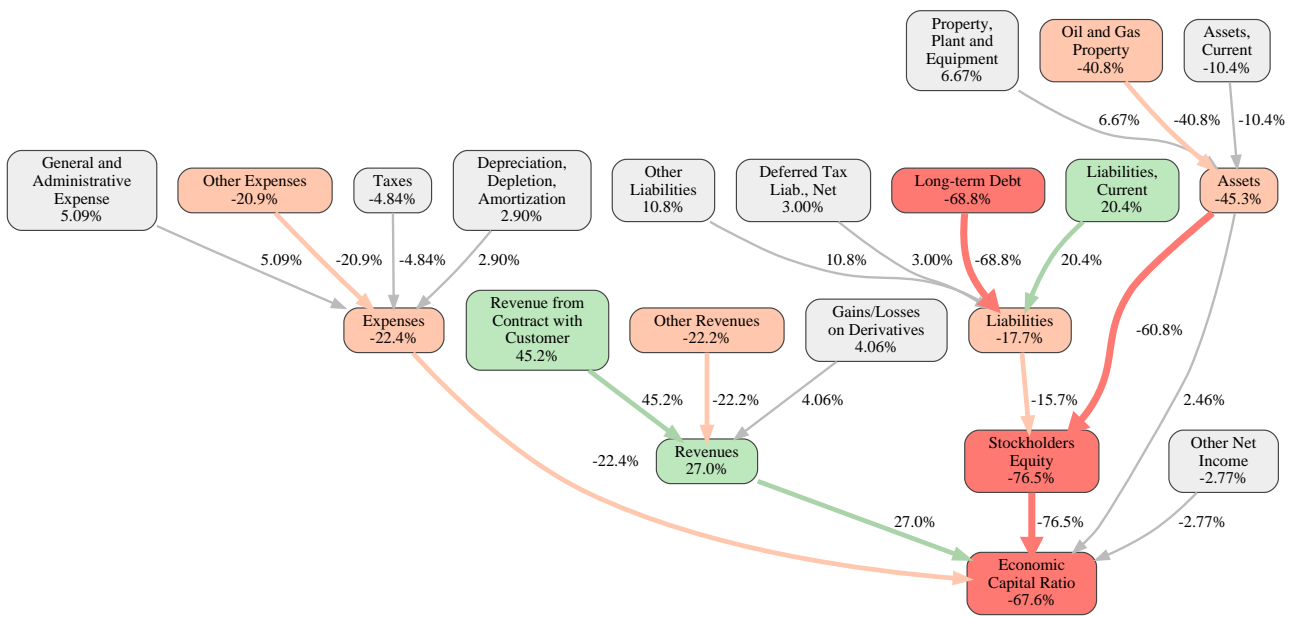 Property,
Plant and
Equipment
6.67%
Oil and Gas
Property
-40.8%
Assets,
Current
-10.4%
6.67%
-40.8%
-10.4%
General and
Administrative
Expense
5.09%
Other Expenses
-20.9%
Taxes
-4.84%
Depreciation,
Depletion,
Amortization
2.90%
Other
Liabilities
10.8%
Deferred Tax
Liab., Net
3.00%
Long-term Debt
-68.8%
Liabilities,
Current
20.4%
Assets
-45.3%
5.09%
-20.9%
-4.84%
2.90%
10.8%
3.00%
-68.8%
20.4%
Expenses
-22.4%
Revenue from
Contract with
Customer
45.2%
Other Revenues
-22.2%
Gains/Losses
on Derivatives
4.06%
Liabilities
-17.7%
-60.8%
45.2%
-22.2%
4.06%
-15.7%
2.46%
-22.4%
Revenues
27.0%
Stockholders
Equity
-76.5%
Other Net
Income
-2.77%
27.0%
-76.5%
-2.77%
Economic
Capital Ratio
-67.6%